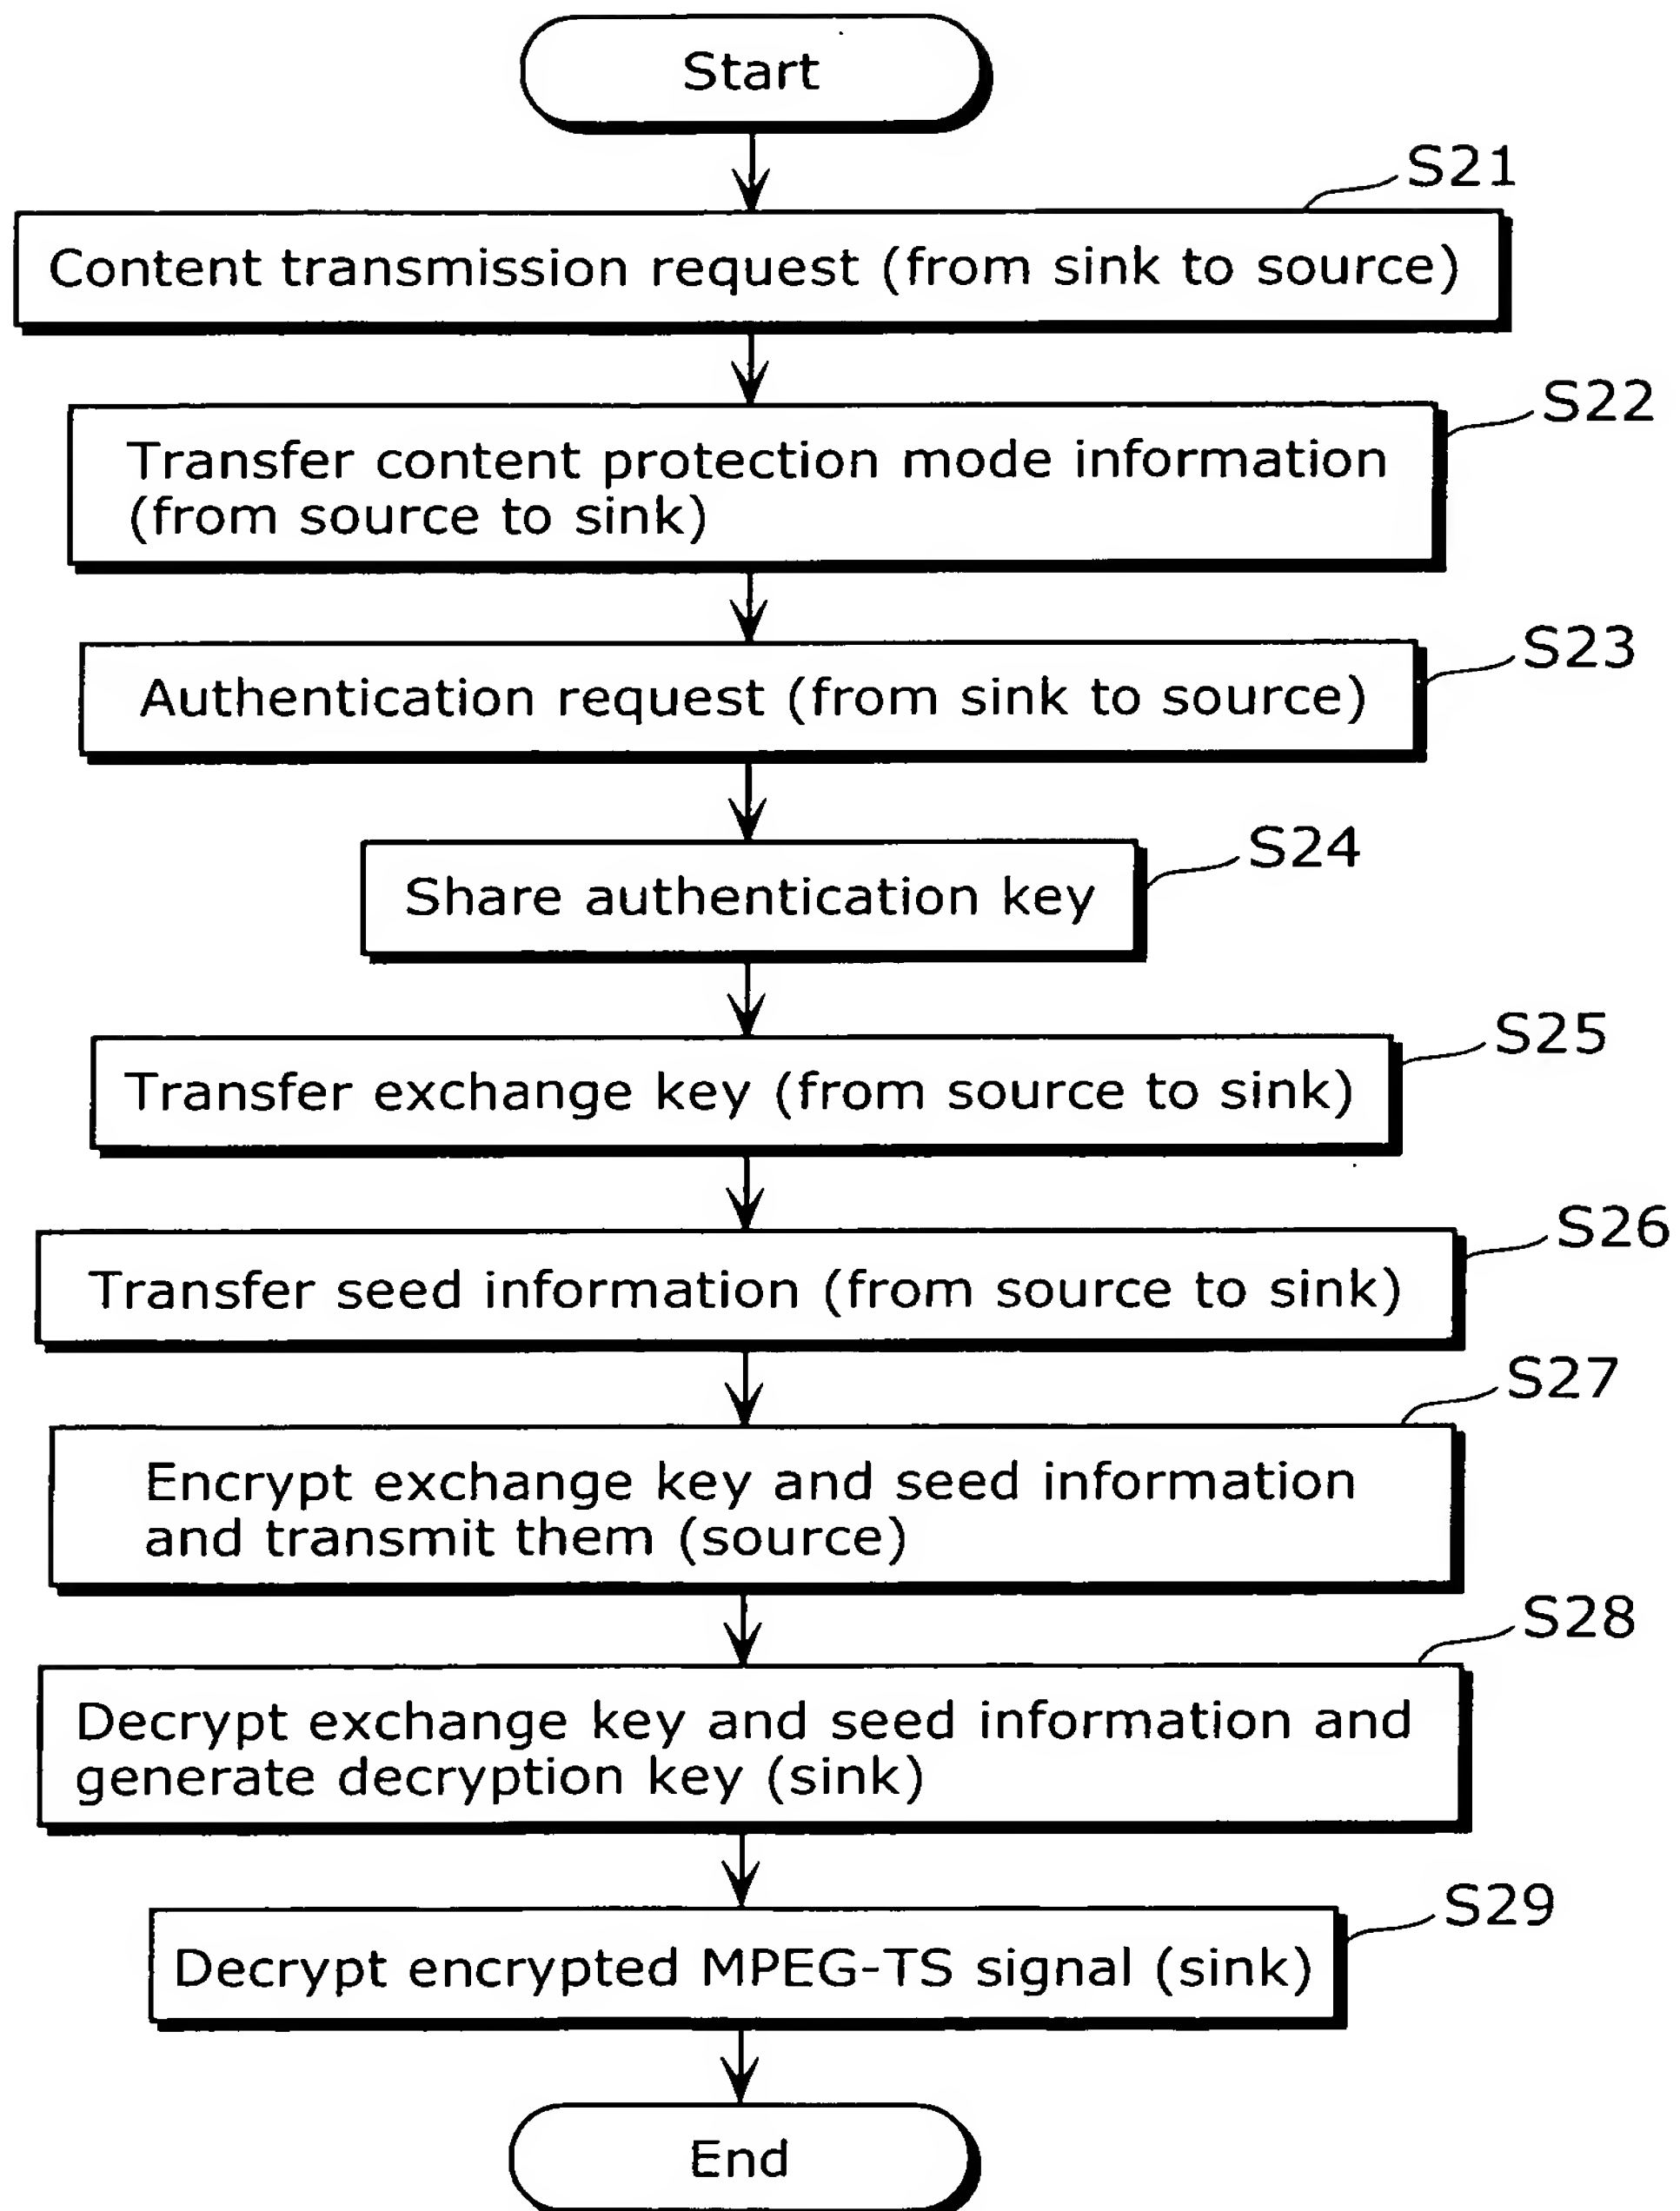 Start
S21
Content transmission request (from sink to source)
S22
Transfer content protection mode information
(from source to sink)
S23
Authentication request (from sink to source)
S24
Share authentication key
S25
Transfer exchange key (from source to sink)
S26
Transfer seed information (from source to sink)
S27
Encrypt exchange key and seed information
and transmit them (source)
S28
Decrypt exchange key and seed information and
generate decryption key (sink)
S29
Decrypt encrypted MPEG-TS signal (sink)
End